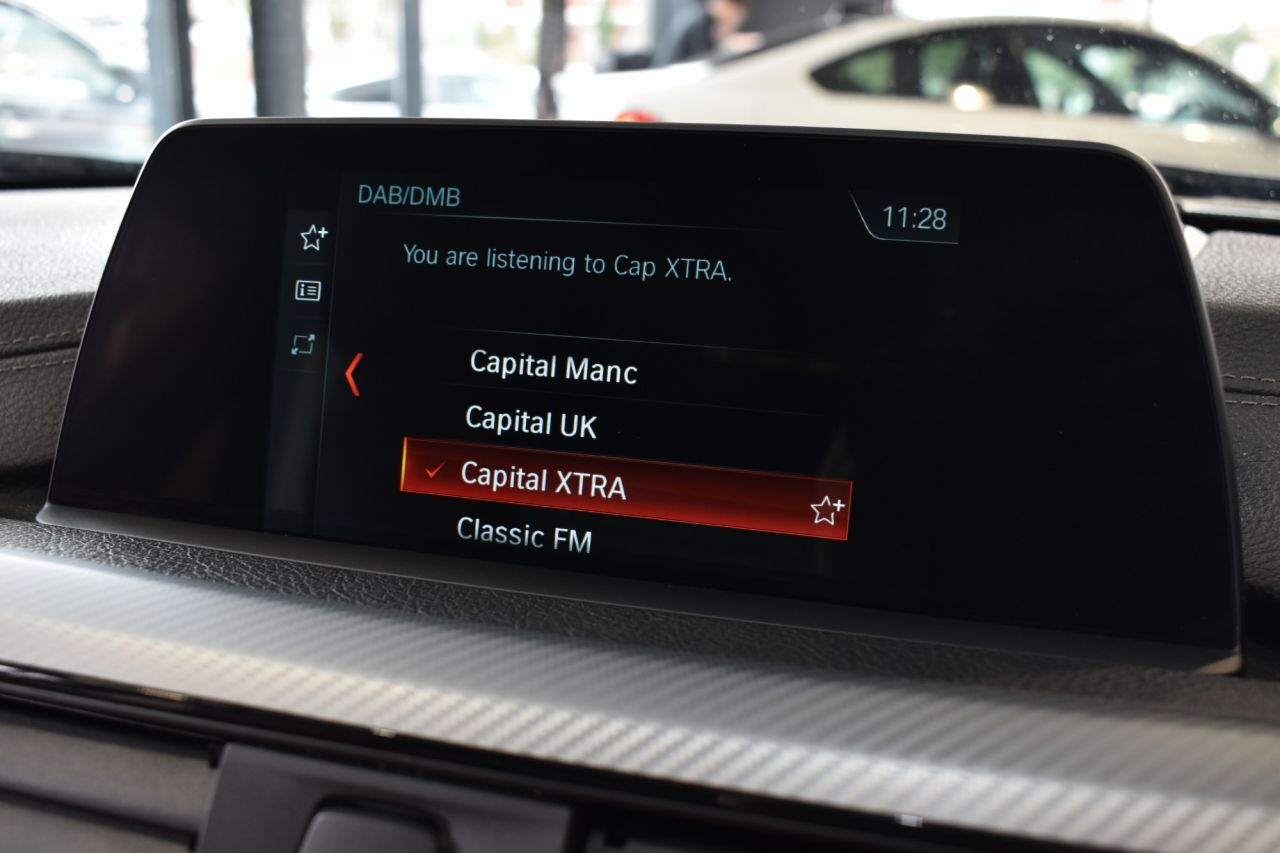 DAB/DMB
11:28
You are listening to Cap XTRA.
Capital Manc
Capital UK
Capital XTRA
Classic FM